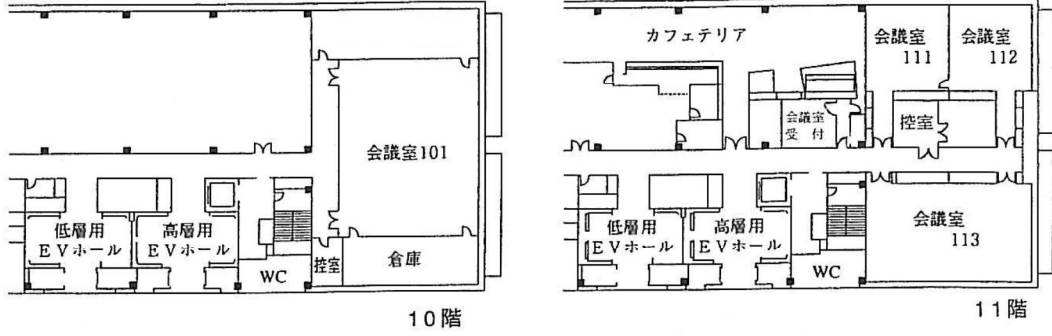 会議室101
低層用
EVホール
高層用
EVホール
WC
控室
倉庫
10階
カフェテリア
会議室
111
会議室
112
会議室
受付
控室
低層用
EVホール
高層用
EVホール
WC
会議室
113
11階